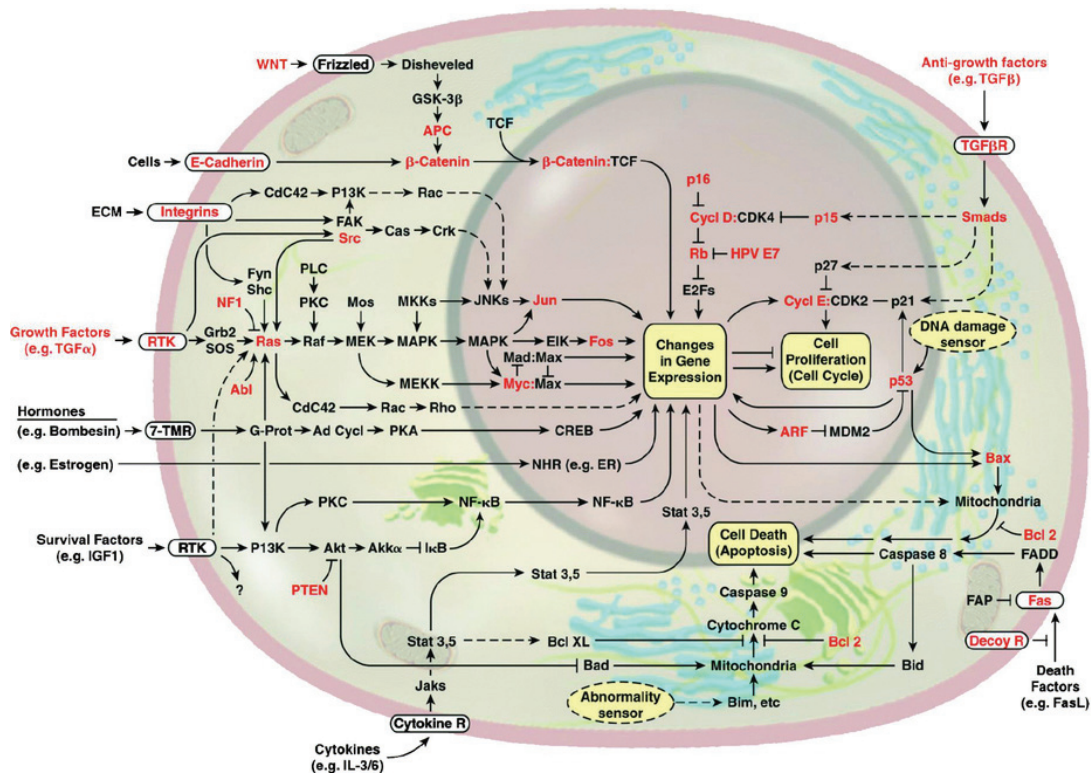 WNT
Frizzled
Disheveled
GSK-3β
APC
TCF
Cells
E-Cadherin
β-Catenin
β-Catenin:TCF
Anti-growth factors
(e.g. TGFβ)
TGFβR
CdC42
P13K
Rac
ECM
Integrins
FAK
Src
Cas
Crk
p16
Cycl D:CDK4
p15
Smads
Rb
HPV E7
E2Fs
p27
Cycl E:CDK2
p21
Fyn
Shc
PLC
NF1
PKC
Mos
MKKs
JNKs
Jun
Growth Factors
(e.g. TGFα)
RTK
Grb2
SOS
Ras
Raf
MEK
MAPK
MAPK
ElK
Fos
Mad:Max
MEKK
Myc:Max
Abl
Changes
in Gene
Expression
Cell
Proliferation
(Cell Cycle)
DNA damage
sensor
p53
CdC42
Rac
Rho
Hormones
(e.g. Bombesin)
7-TMR
G-Prot
Ad Cycl
PKA
CREB
ARF
MDM2
(e.g. Estrogen)
NHR (e.g. ER)
Bax
PKC
NF-κB
NF-κB
Mitochondria
Stat 3,5
Survival Factors
(e.g. IGF1)
RTK
P13K
Akt
Akkα
IκB
Cell Death
(Apoptosis)
Bcl 2
Caspase 8
FADD
?
PTEN
Stat 3,5
Caspase 9
FAP
Fas
Cytochrome C
Stat 3,5
Bcl XL
Bcl 2
Decoy R
Bad
Mitochondria
Bid
Death
Factors
(e.g. FasL)
Jaks
Abnormality
sensor
Bim, etc
Cytokine R
Cytokines
(e.g. IL-3/6)